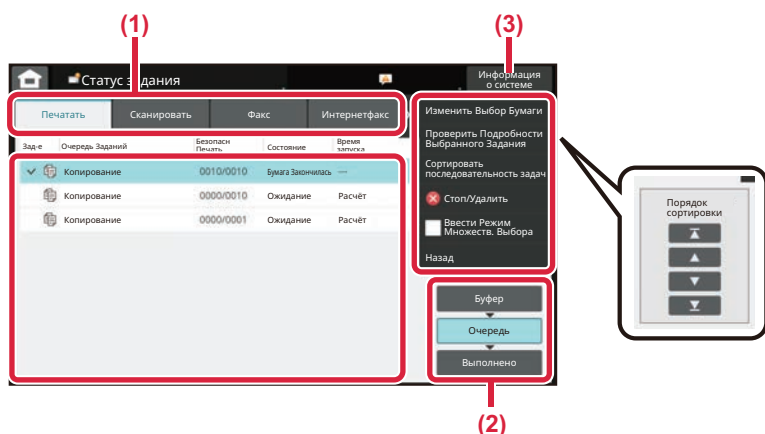 (1)
(3)
Статус задания
Информация
о системе
Печатать
Сканировать
Факс
Интернетфакс
Зад-е
Очередь Заданий
Безопасн
Печать
Состояние
Время
запуска
Копирование
0010/0010
Бумага Закончилась
---
Копирование
0000/0010
Ожидание
Расчёт
Копирование
0000/0001
Ожидание
Расчёт
Изменить Выбор Бумаги
Проверить Подробности
Выбранного Задания
Сортировать
последовательность задач
Стоп/Удалить
Ввести Режим
Множеств. Выбора
Назад
Буфер
Очередь
Выполнено
(2)
Порядок
сортировки